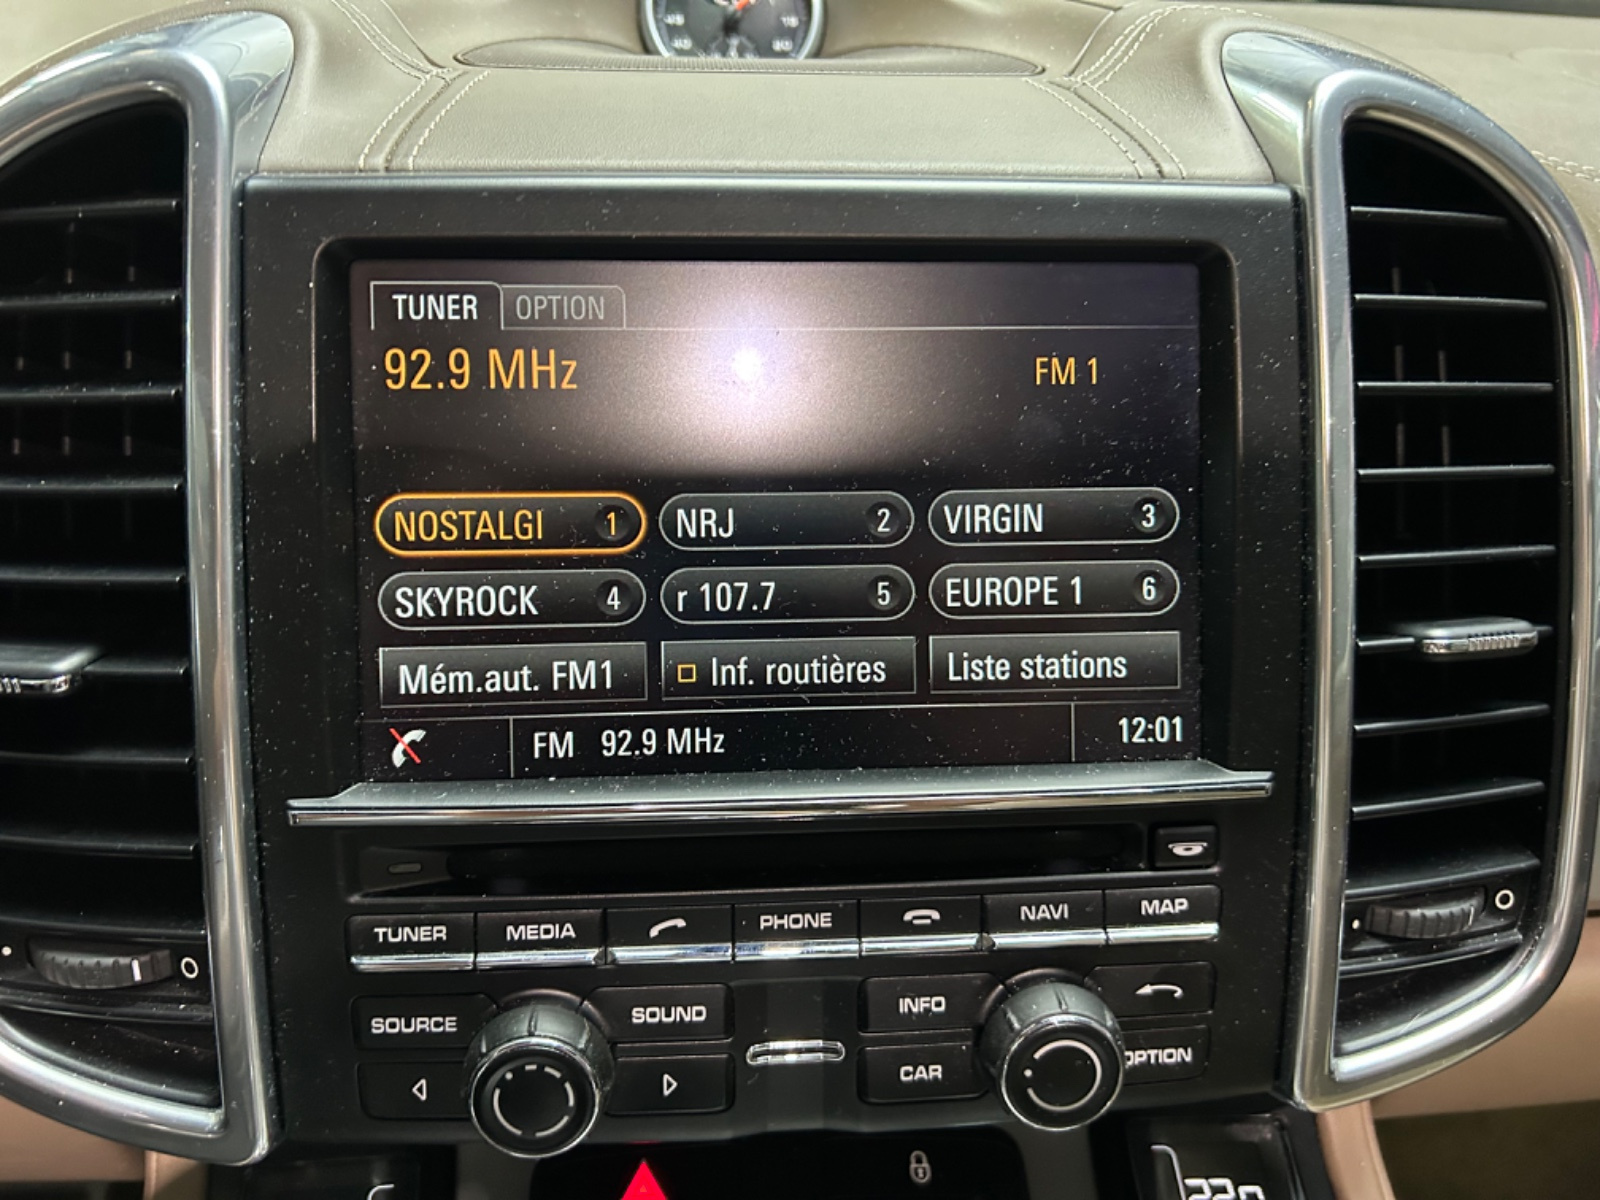 TUNER OPTION
92.9 MHz FM 1
NOSTALGI 1 NRJ 2 VIRGIN 3
SKYROCK 4 r 107.7 5 EUROPE 1 6
Mém.aut. FM1 Inf. routières Liste stations
FM 92.9 MHz 12:01
TUNER MEDIA PHONE NAVI MAP
SOURCE SOUND INFO
CAR OPTION